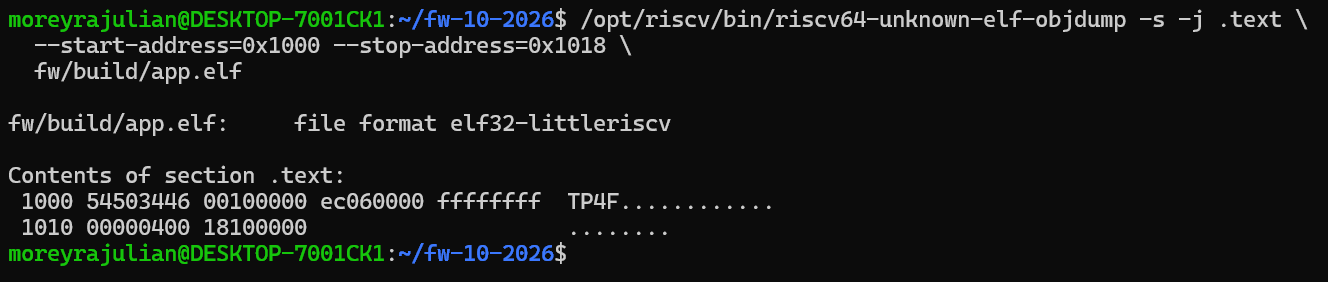 moreyrajulian@DESKTOP-7001CK1:~/fw-10-2026$ /opt/riscv/bin/riscv64-unknown-elf-objdump -s -j .text \
  --start-address=0x1000 --stop-address=0x1018 \
  fw/build/app.elf

fw/build/app.elf:     file format elf32-littleriscv

Contents of section .text:
 1000 54503446 00100000 ec060000 ffffffff  TP4F............
 1010 00000400 18100000                    ........
moreyrajulian@DESKTOP-7001CK1:~/fw-10-2026$